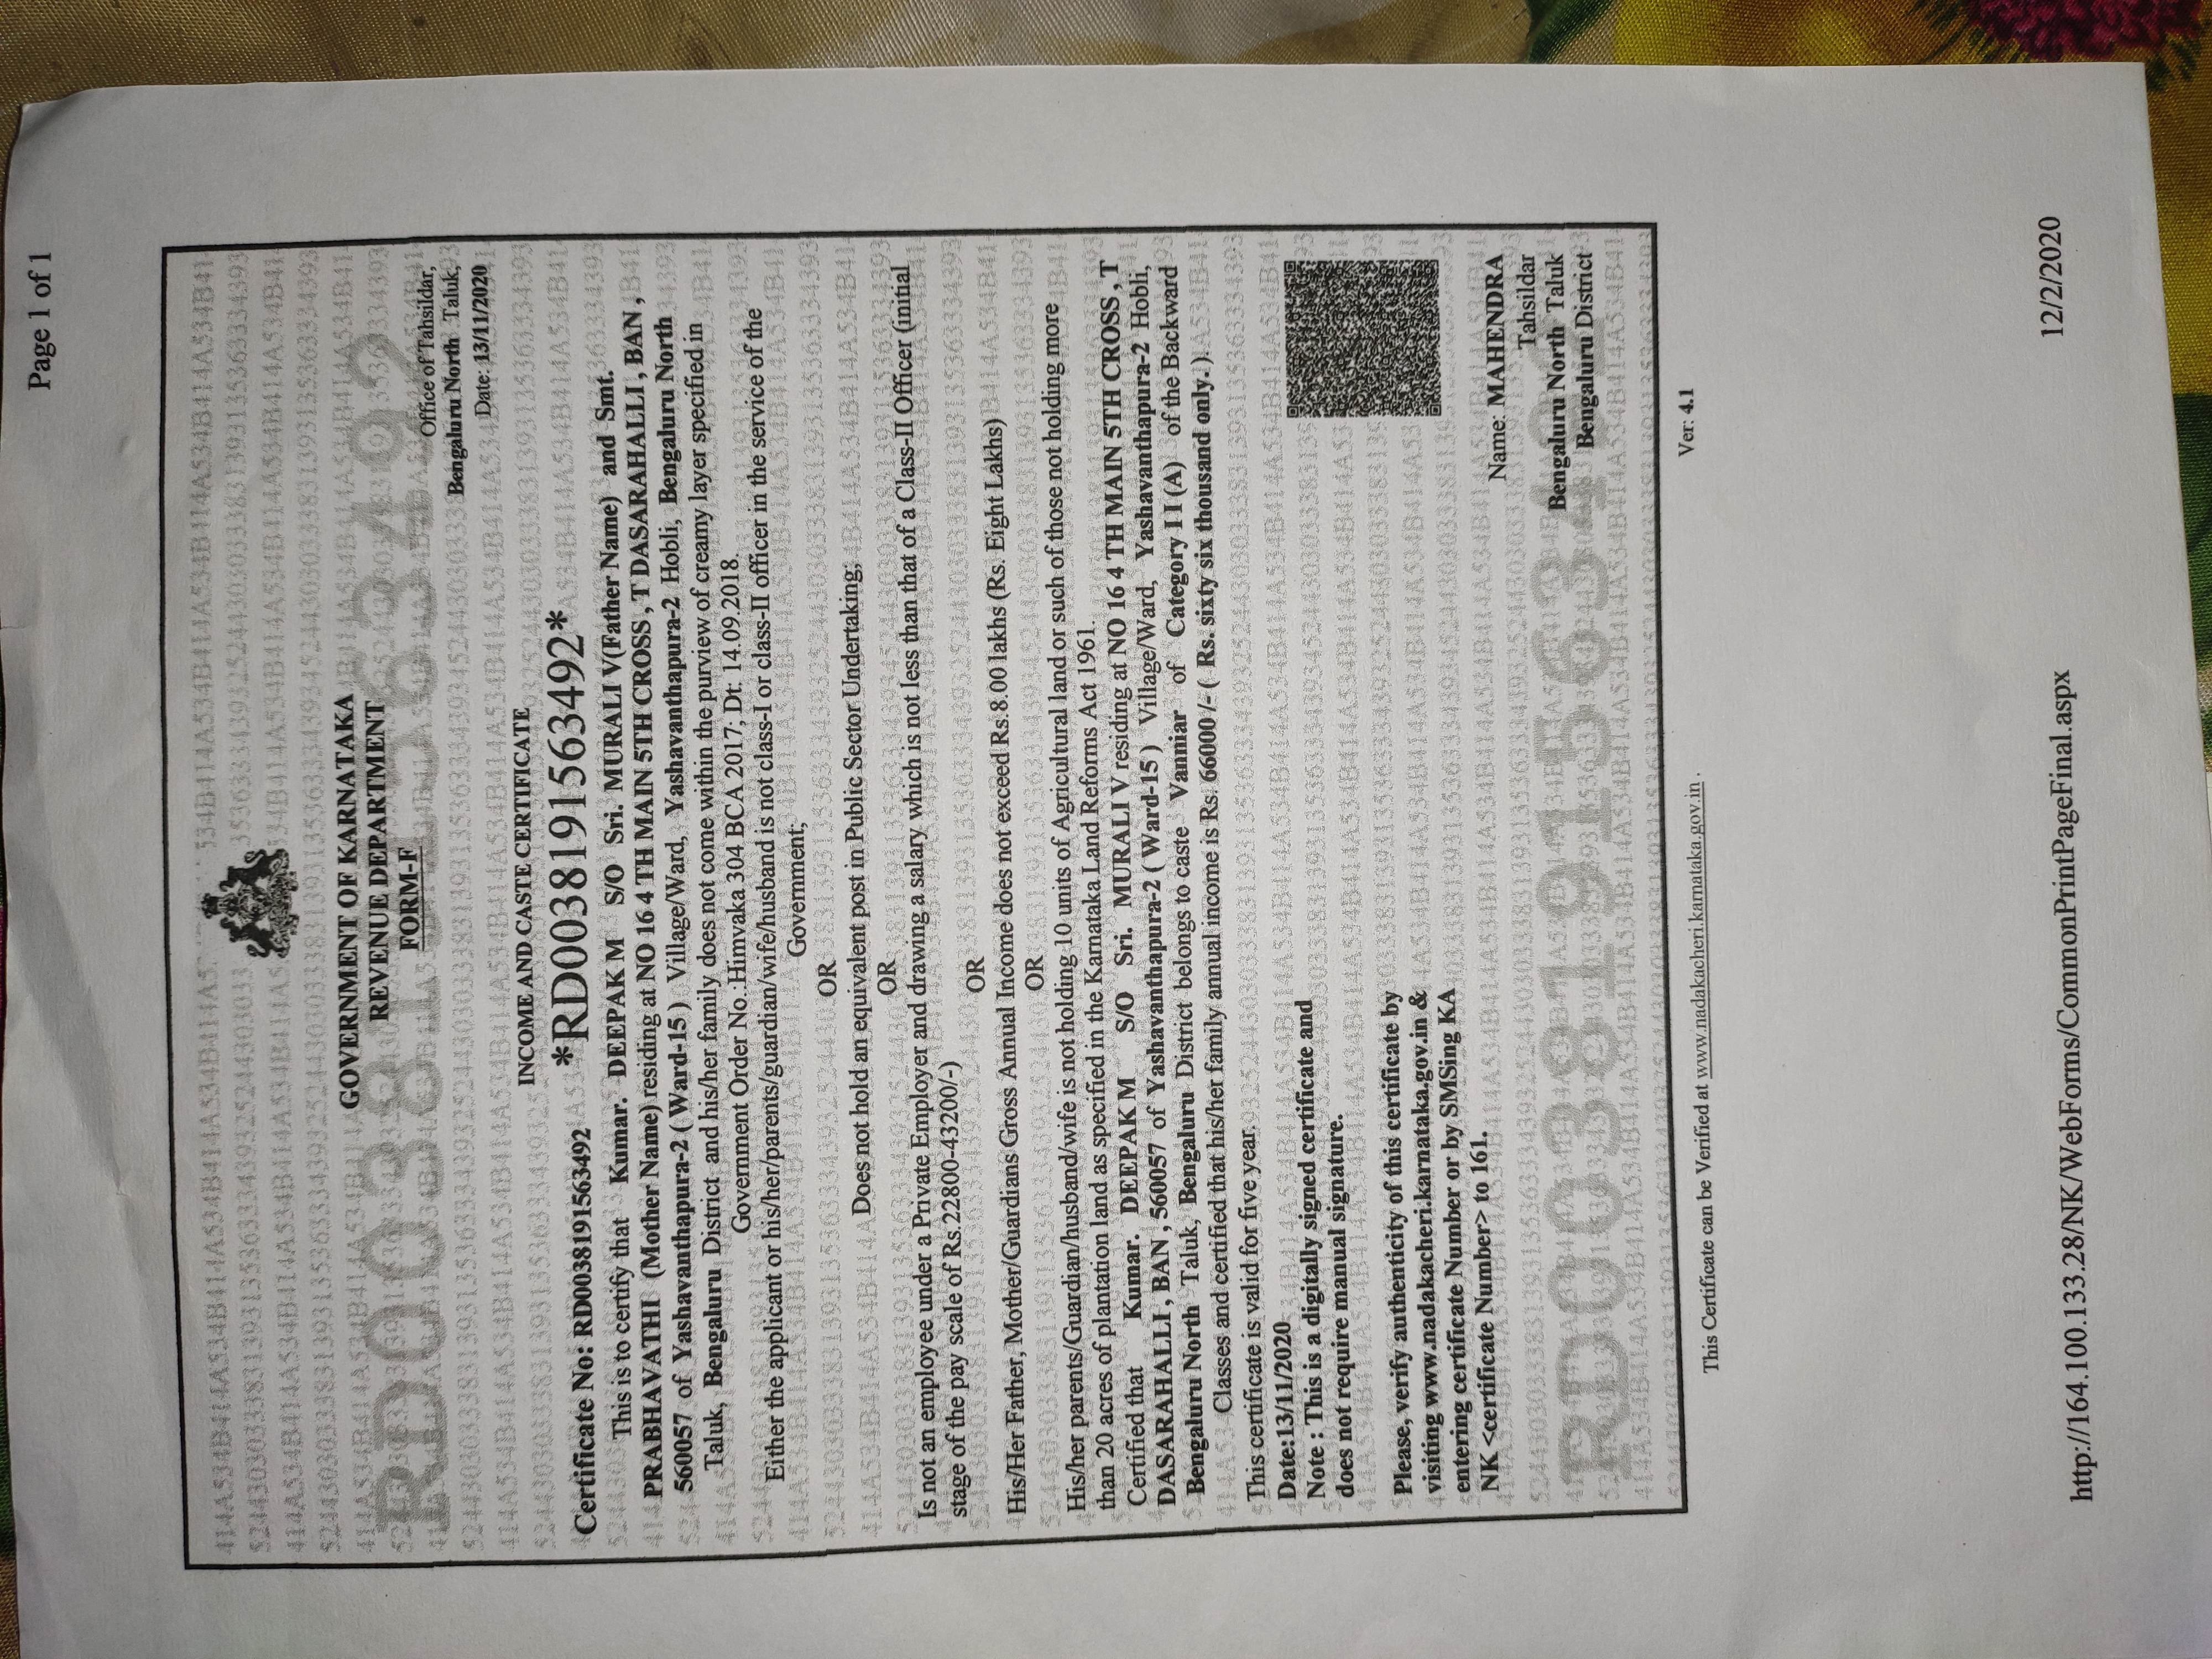 Page 1 of 1
GOVERNMENT OF KARNATAKA
REVENUE DEPARTMENT
FORM-F
Office of Tahsildar,
Bengaluru North Taluk,
Date: 13/11/2020
INCOME AND CASTE CERTIFICATE
Certificate No: RD0038191563492 *RD0038191563492*
This is to certify that Kumar. DEEPAK M S/O Sri. MURALI V(Father Name) and Smt.
PRABHAVATHI (Mother Name) residing at NO 16 4 TH MAIN 5TH CROSS , T DASARAHALLI , BAN ,
560057 of Yashavanthapura-2 ( Ward-15 ) Village/Ward, Yashavanthapura-2 Hobli, Bengaluru North
Taluk, Bengaluru District and his/her family does not come within the purview of creamy layer specified in
Government Order No.:Himvaka 304 BCA 2017; Dt: 14.09.2018.
Either the applicant or his/her/parents/guardian/wife/husband is not class-I or class-II officer in the service of the
Government;
OR
Does not hold an equivalent post in Public Sector Undertaking;
OR
Is not an employee under a Private Employer and drawing a salary which is not less than that of a Class-II Officer (initial
stage of the pay scale of Rs.22800-43200/-)
OR
His/Her Father, Mother/Guardians Gross Annual Income does not exceed Rs.8.00 lakhs (Rs. Eight Lakhs)
OR
His/her parents/Guardian/husband/wife is not holding 10 units of Agricultural land or such of those not holding more
than 20 acres of plantation land as specified in the Karnataka Land Reforms Act 1961.
Certified that Kumar. DEEPAK M S/O Sri. MURALI V residing at NO 16 4 TH MAIN 5TH CROSS , T
DASARAHALLI , BAN , 560057 of Yashavanthapura-2 ( Ward-15 ) Village/Ward, Yashavanthapura-2 Hobli,
Bengaluru North Taluk, Bengaluru District belongs to caste Vanniar of Category I I (A) of the Backward
Classes and certified that his/her family annual income is Rs. 66000 /- ( Rs. sixty six thousand only. ).
This certificate is valid for five year.
Date:13/11/2020
Note : This is a digitally signed certificate and
does not require manual signature.
Please, verify authenticity of this certificate by
visiting www.nadakacheri.karnataka.gov.in &
entering certificate Number or by SMSing KA
NK <certificate Number> to 161.
Name: MAHENDRA
Tahsildar
Bengaluru North Taluk
Bengaluru District
This Certificate can be Verified at www.nadakacheri.karnataka.gov.in .
Ver: 4.1
http://164.100.133.28/NK/WebForms/CommonPrintPageFinal.aspx
12/2/2020